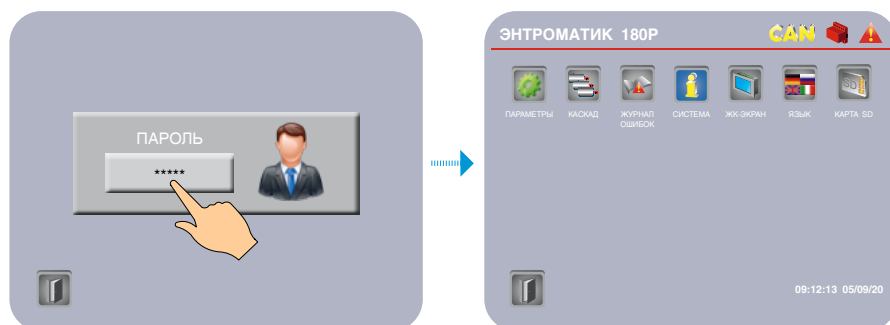 ПАРОЛЬ
*****
ЭНТРОМАТИК 180Р
CAN
ПАРАМЕТРЫ
КАСКАД
ЖУРНАЛ
ОШИБОК
СИСТЕМА
ЖК-ЭКРАН
ЯЗЫК
SD
КАРТА SD
09:12:13 05/09/20